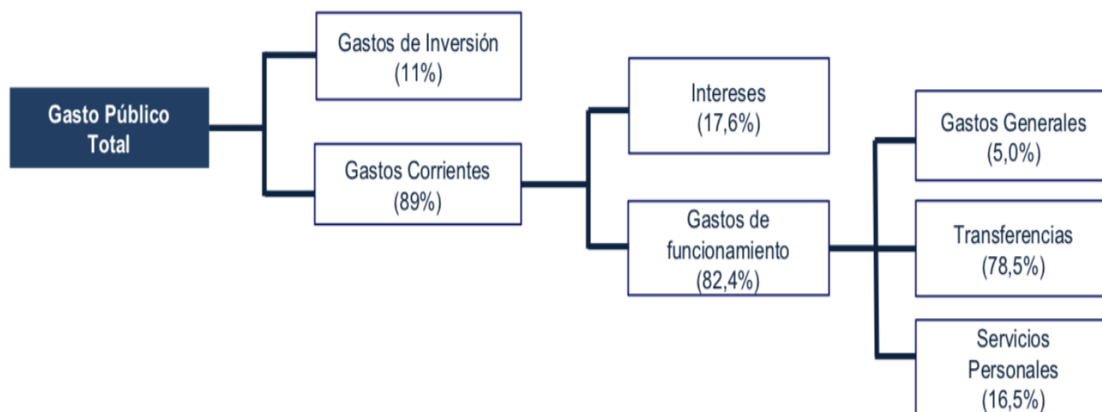 Gasto Público
Total
Gastos de Inversión
(11%)
Gastos Corrientes
(89%)
Intereses
(17,6%)
Gastos de
funcionamiento
(82,4%)
Gastos Generales
(5,0%)
Transferencias
(78,5%)
Servicios
Personales
(16,5%)